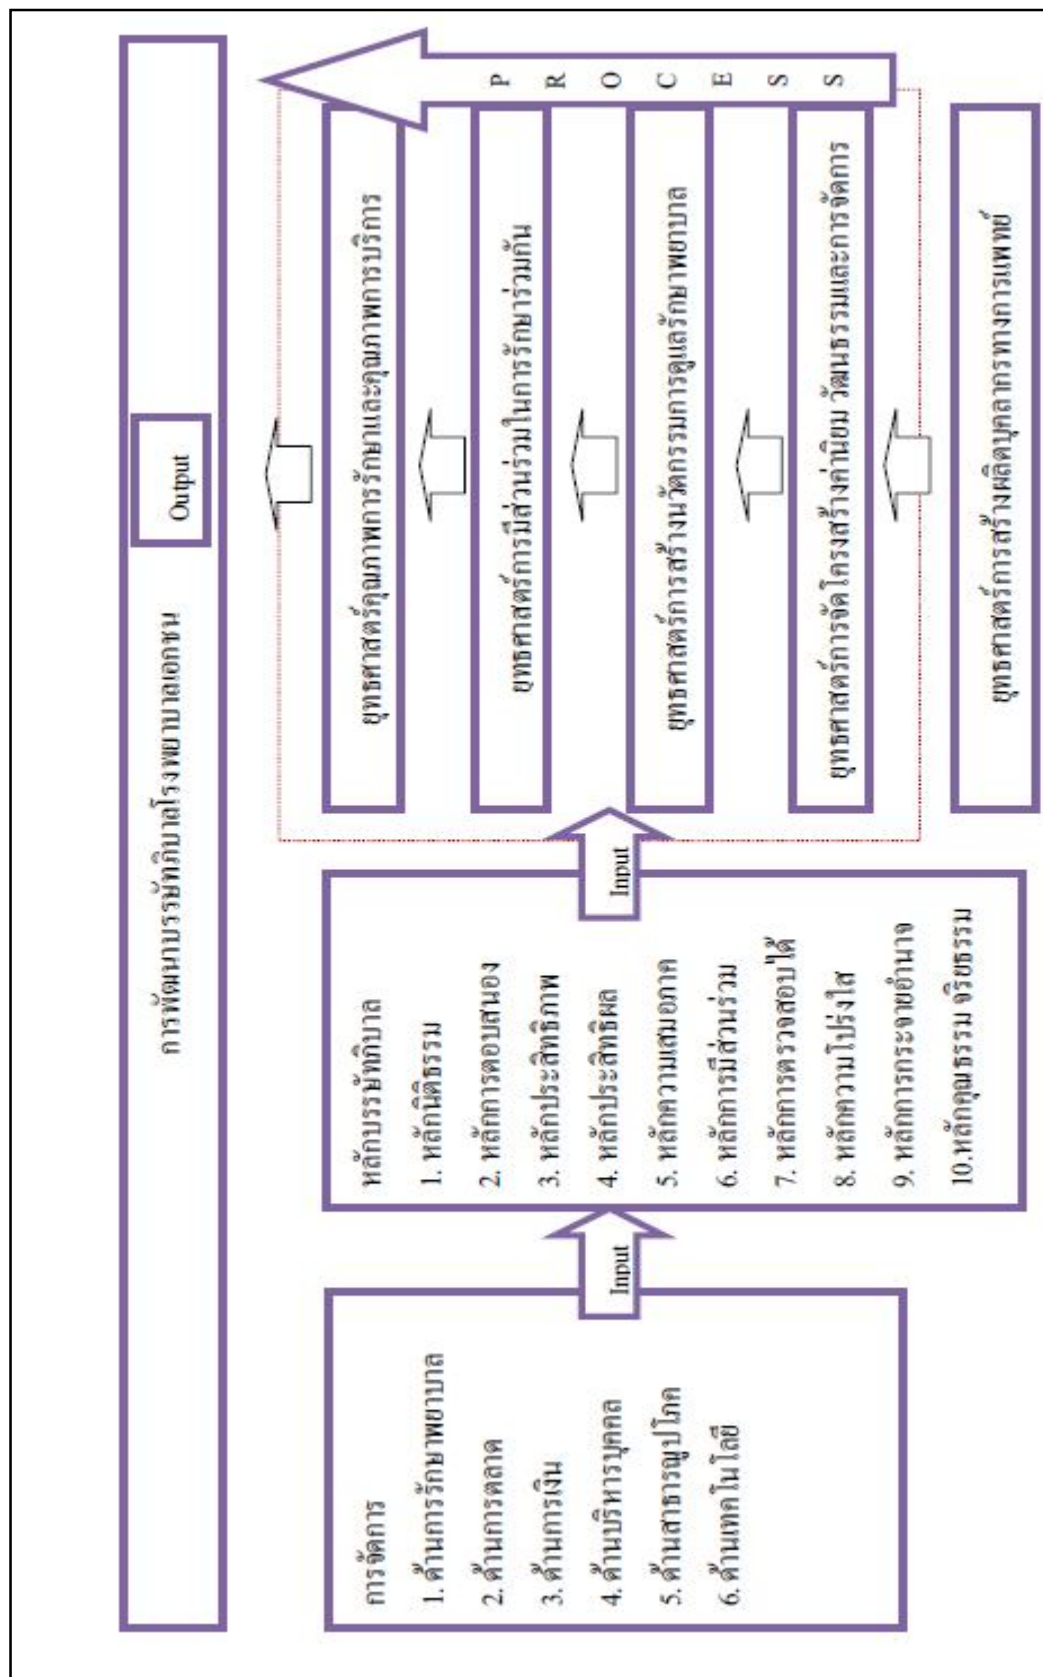 การพัฒนาบรรษัทภิบาลโรงพยาบาลเอกชน
Output
การจัดการ
1. ด้านการรักษาพยาบาล
2. ด้านการตลาด
3. ด้านการเงิน
4. ด้านบริหารบุคคล
5. ด้านสาธารณูปโภค
6. ด้านเทคโนโลยี
Input
หลักบรรษัทภิบาล
1. หลักนิติธรรม
2. หลักการตอบสนอง
3. หลักประสิทธิภาพ
4. หลักประสิทธิผล
5. หลักความเสมอภาค
6. หลักการมีส่วนร่วม
7. หลักการตรวจสอบได้
8. หลักความโปร่งใส
9. หลักการกระจายอำนาจ
10.หลักคุณธรรม จริยธรรม
Input
ยุทธศาสตร์คุณภาพการรักษาและคุณภาพการบริการ
ยุทธศาสตร์การมีส่วนร่วมในการรักษาร่วมกัน
ยุทธศาสตร์การสร้างนวัตกรรมการดูแลรักษาพยาบาล
ยุทธศาสตร์การจัดโครงสร้างค่านิยม วัฒนธรรมและการจัดการ
ยุทธศาสตร์การสร้างผลิตบุคลากรทางการแพทย์
P R O C E S S